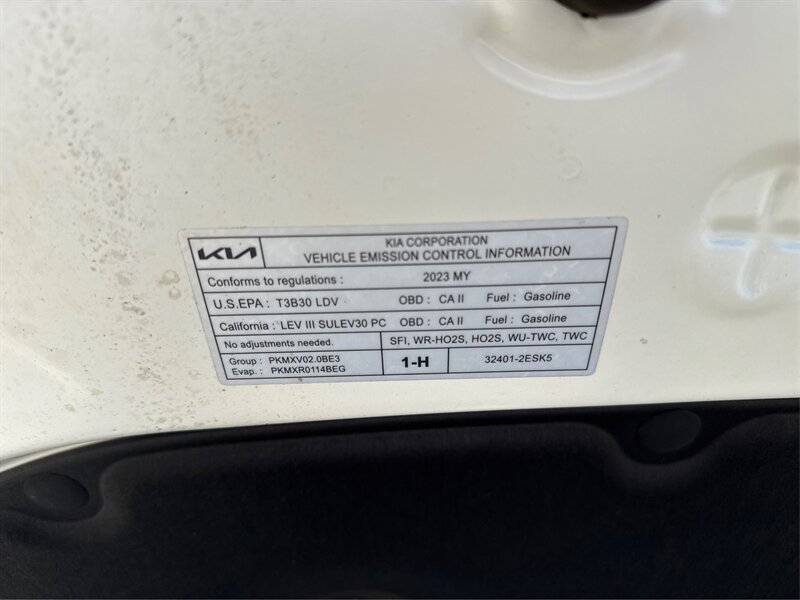 KIA
KIA CORPORATION
VEHICLE EMISSION CONTROL INFORMATION
Conforms to regulations : 2023 MY
U.S.EPA : T3B30 LDV OBD : CA II Fuel : Gasoline
California : LEV III SULEV30 PC OBD : CA II Fuel : Gasoline
No adjustments needed. SFI, WR-HO2S, HO2S, WU-TWC, TWC
Group : PKMXV02.0BE3
Evap. : PKMXR0114BEG
1-H 32401-2ESK5